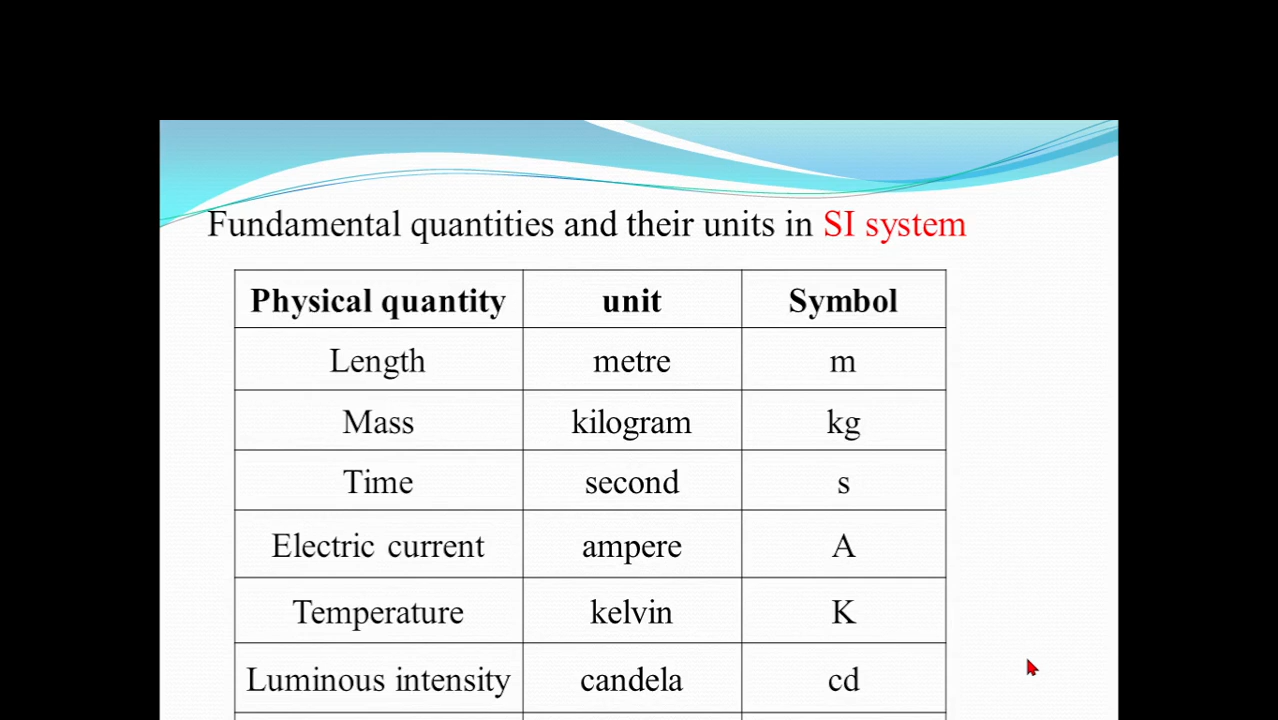 Fundamental quantities and their units in SI system
Physical quantity unit Symbol
Length metre m
Mass kilogram kg
Time second s
Electric current ampere A
Temperature kelvin K
Luminous intensity candela cd